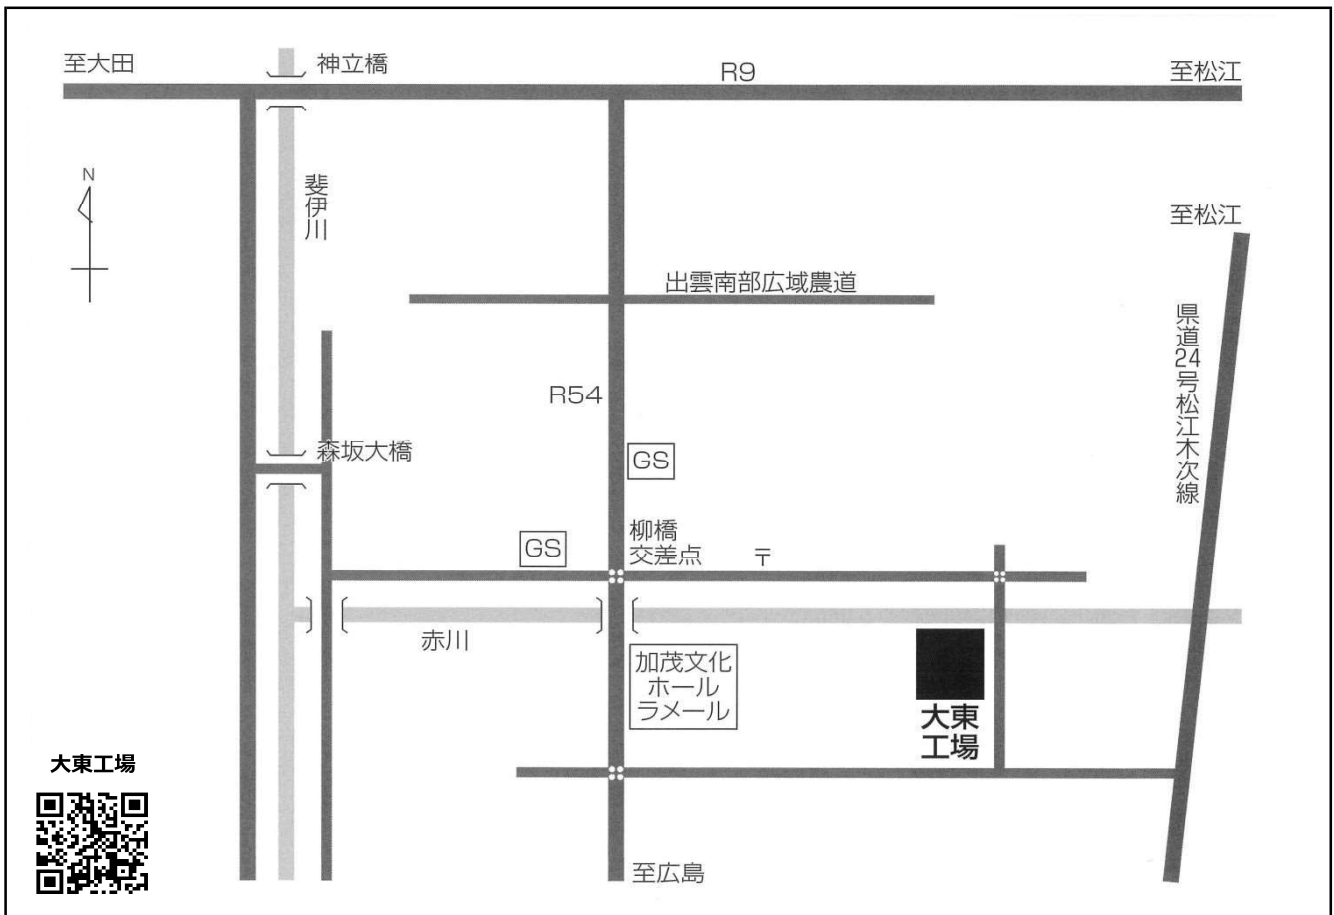 至大田
神立橋
R9
至松江
N
斐伊川
至松江
出雲南部広域農道
県道24号松江木次線
R54
森坂大橋
GS
柳橋
交差点
〒
GS
赤川
加茂文化
ホール
ラメール
大東
工場
大東工場
至広島